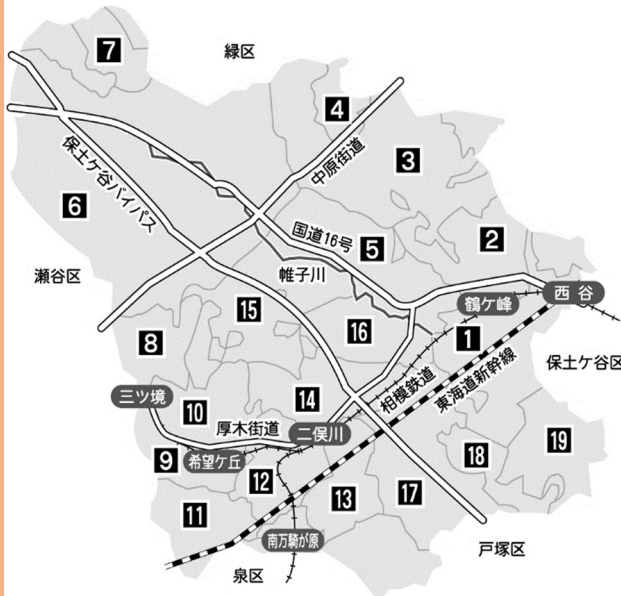 緑区
7
4
中原街道
3
保土ケ谷バイパス
6
国道16号
5
2
瀬谷区
帷子川
西谷
鶴ケ峰
15
16
1
8
保土ケ谷区
相模鉄道
東海道新幹線
三ツ境
10
14
厚木街道
二俣川
19
18
9
希望ケ丘
12
13
17
11
南万騎が原
戸塚区
泉区